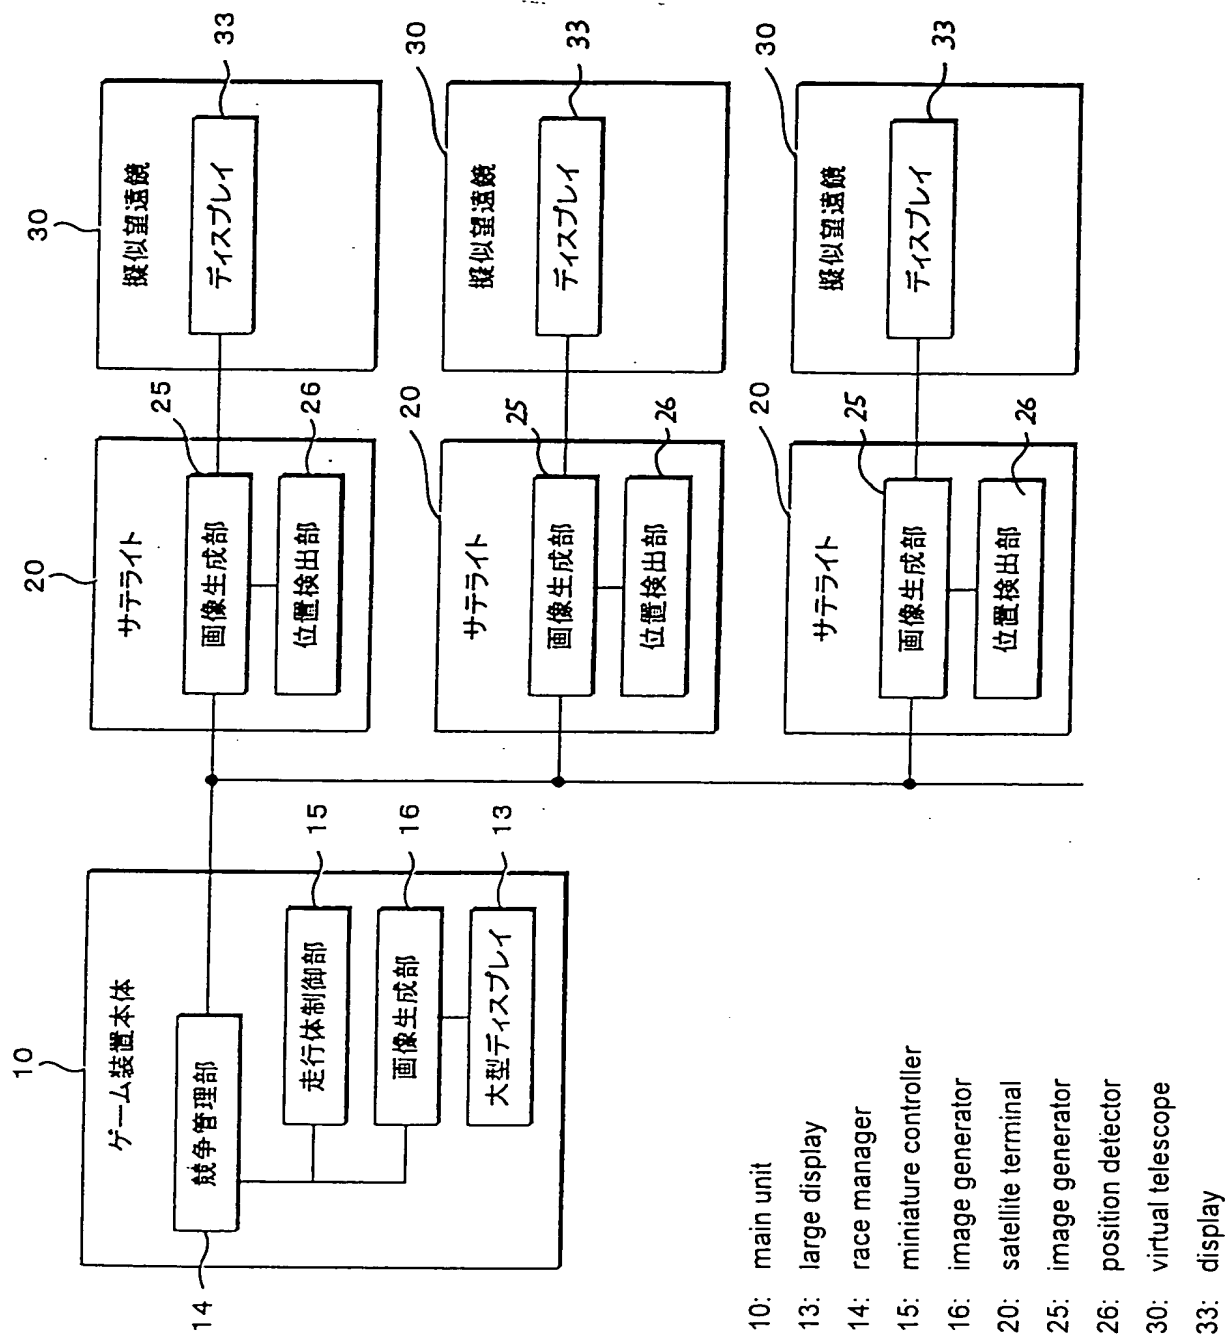 10
ゲーム装置本体
14
競争管理部
走行体制御部
15
画像生成部
16
大型ディスプレイ
13
20
サテライト
画像生成部
25
位置検出部
26
30
擬似望遠鏡
ディスプレイ
33
20
サテライト
画像生成部
25
位置検出部
26
30
擬似望遠鏡
ディスプレイ
33
20
サテライト
画像生成部
25
位置検出部
26
30
擬似望遠鏡
ディスプレイ
33
10: main unit
13: large display
14: race manager
15: miniature controller
16: image generator
20: satellite terminal
25: image generator
26: position detector
30: virtual telescope
33: display